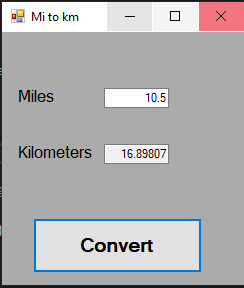 Mi to km
Miles 10.5
Kilometers 16.89807
Convert